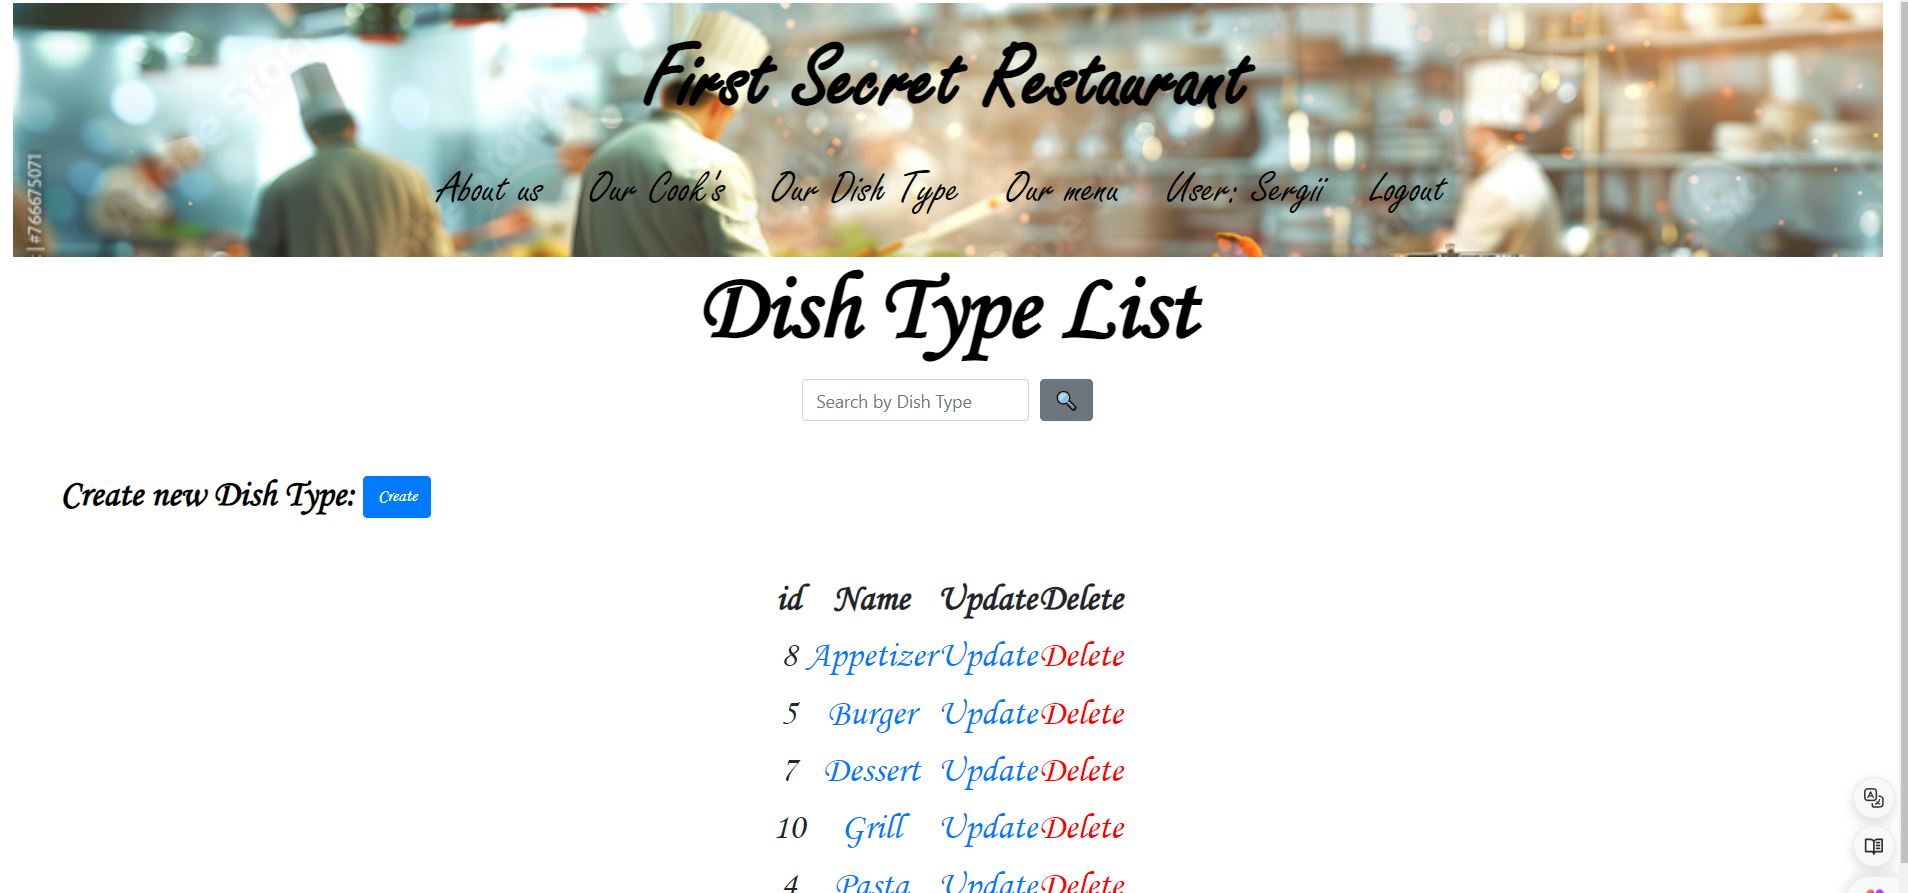 First Secret Restaurant
About us Our Cook's Our Dish Type Our menu User: Sergii Logout
#766675071
Dish Type List
Search by Dish Type
Create new Dish Type: Create
id Name Update Delete
8 Appetizer Update Delete
5 Burger Update Delete
7 Dessert Update Delete
10 Grill Update Delete
4 Pasta Update Delete